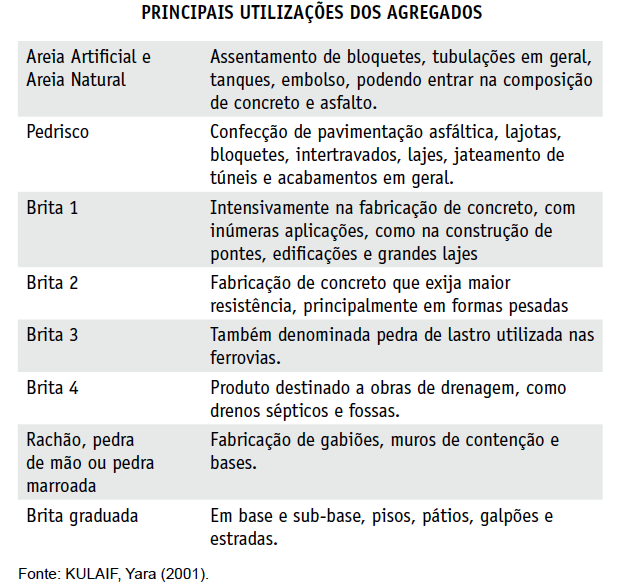 PRINCIPAIS UTILIZAÇÕES DOS AGREGADOS
Areia Artificial e
Areia Natural
Assentamento de bloquetes, tubulações em geral,
tanques, embolso, podendo entrar na composição
de concreto e asfalto.
Pedrisco
Confecção de pavimentação asfáltica, lajotas,
bloquetes, intertravados, lajes, jateamento de
túneis e acabamentos em geral.
Brita 1
Intensivamente na fabricação de concreto, com
inúmeras aplicações, como na construção de
pontes, edificações e grandes lajes
Brita 2
Fabricação de concreto que exija maior
resistência, principalmente em formas pesadas
Brita 3
Também denominada pedra de lastro utilizada nas
ferrovias.
Brita 4
Produto destinado a obras de drenagem, como
drenos sépticos e fossas.
Rachão, pedra
de mão ou pedra
marroada
Fabricação de gabiões, muros de contenção e
bases.
Brita graduada
Em base e sub-base, pisos, pátios, galpões e
estradas.
Fonte: KULAIF, Yara (2001).